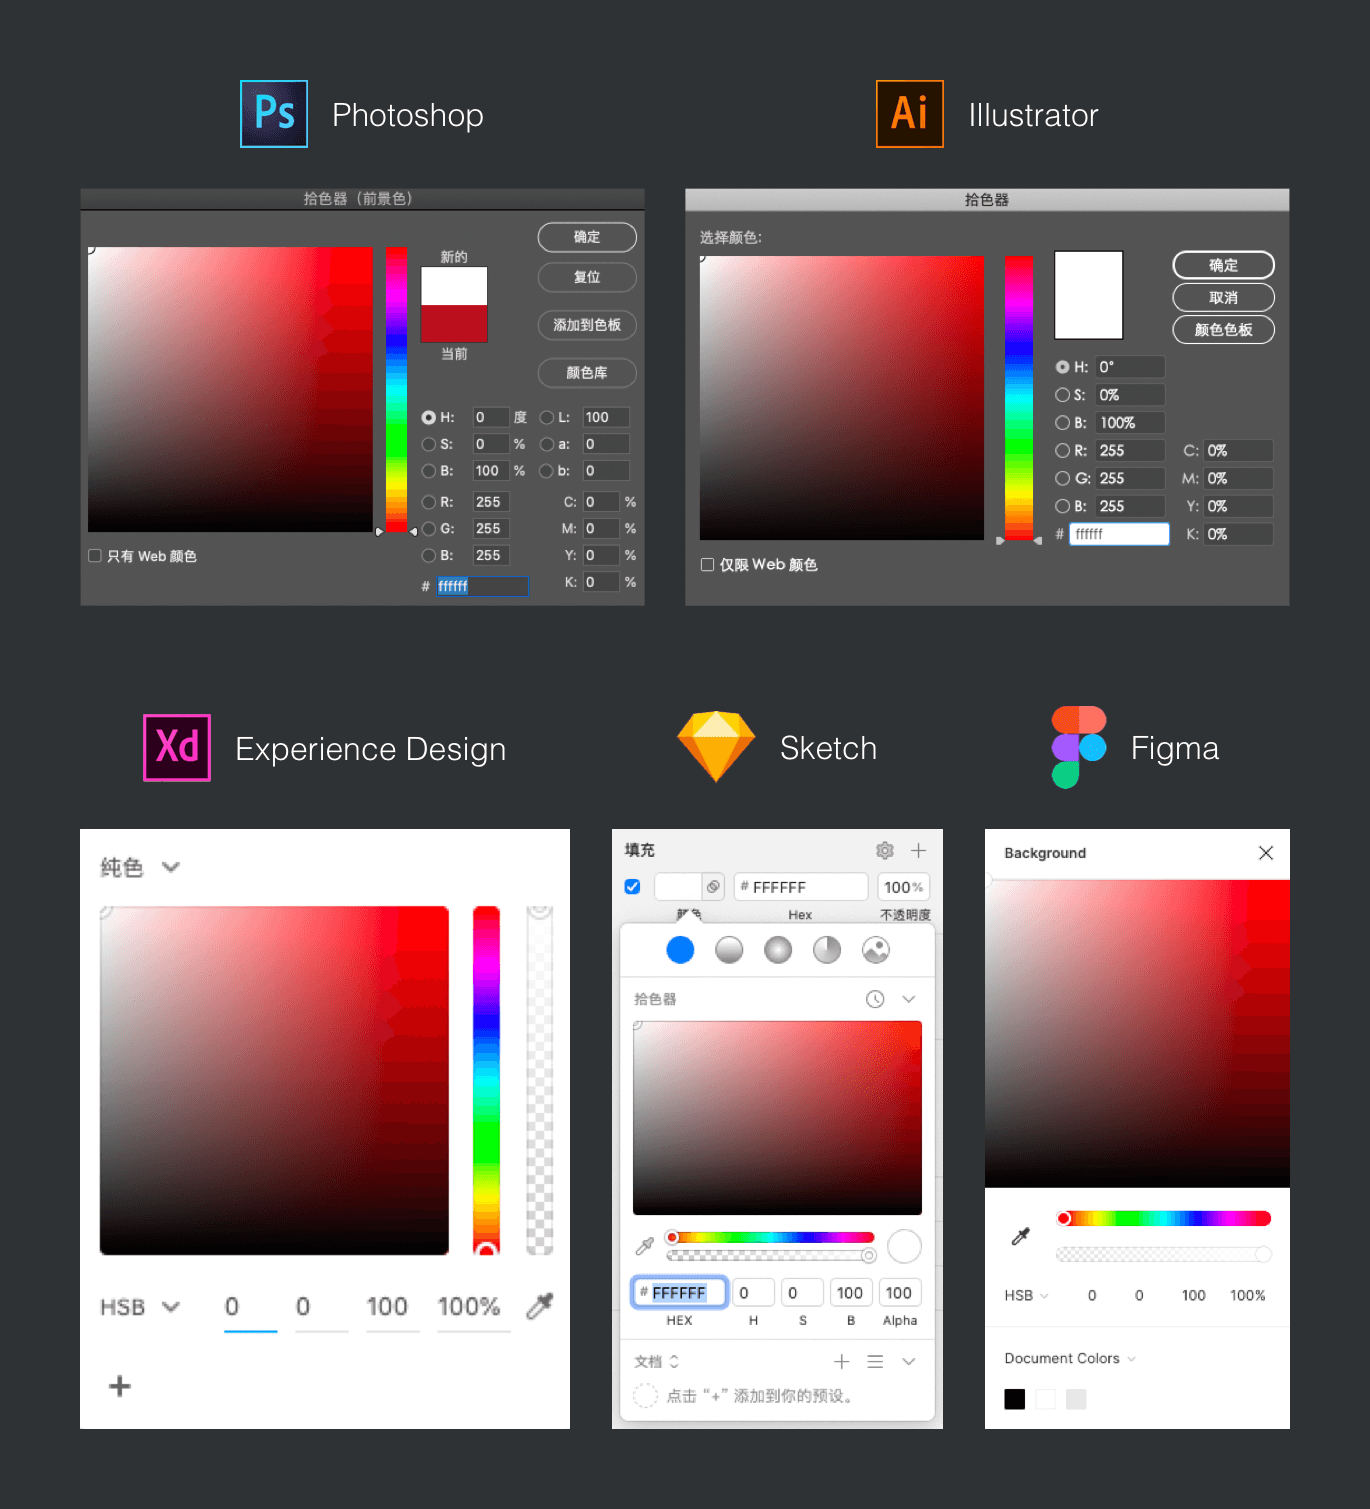 Ps Photoshop
Ai Illustrator
拾色器（前景色）
新的
当前
确定
复位
添加到色板
颜色库
H: 0 度 L: 100
S: 0 % a: 0
B: 100 % b: 0
R: 255 C: 0 %
G: 255 M: 0 %
B: 255 Y: 0 %
# ffffff K: 0 %
只有 Web 颜色
拾色器
选择颜色:
确定
取消
颜色色板
H: 0°
S: 0%
B: 100%
R: 255 C: 0%
G: 255 M: 0%
B: 255 Y: 0%
# ffffff K: 0%
仅限 Web 颜色
Xd Experience Design
Sketch
Figma
纯色
HSB 0 0 100 100%
+
填充
# FFFFFF 100%
颜色 Hex 不透明度
拾色器
# FFFFFF 0 0 100 100
HEX H S B Alpha
文档
点击 “+” 添加到你的预设。
Background
HSB 0 0 100 100%
Document Colors